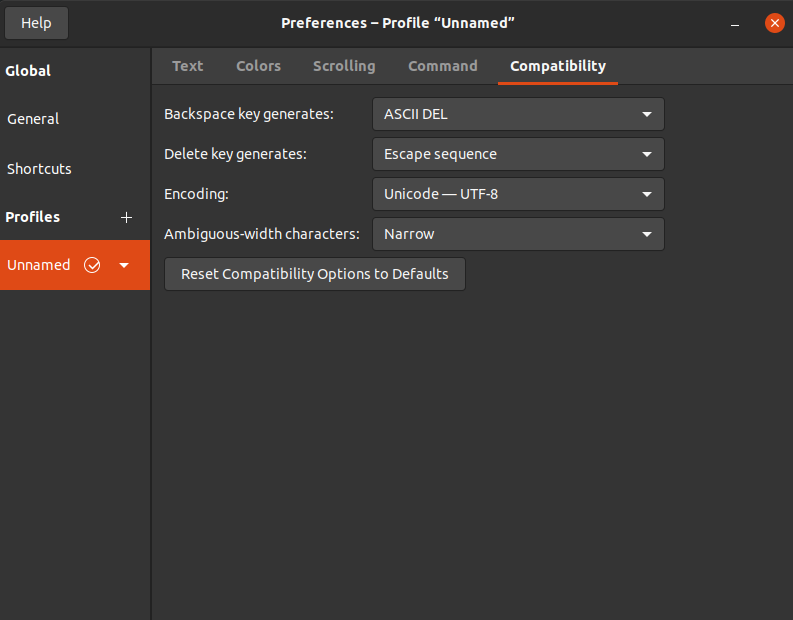 Help
Preferences – Profile “Unnamed”
Global
General
Shortcuts
Profiles
Unnamed
Text Colors Scrolling Command Compatibility
Backspace key generates: ASCII DEL
Delete key generates: Escape sequence
Encoding: Unicode — UTF-8
Ambiguous-width characters: Narrow
Reset Compatibility Options to Defaults